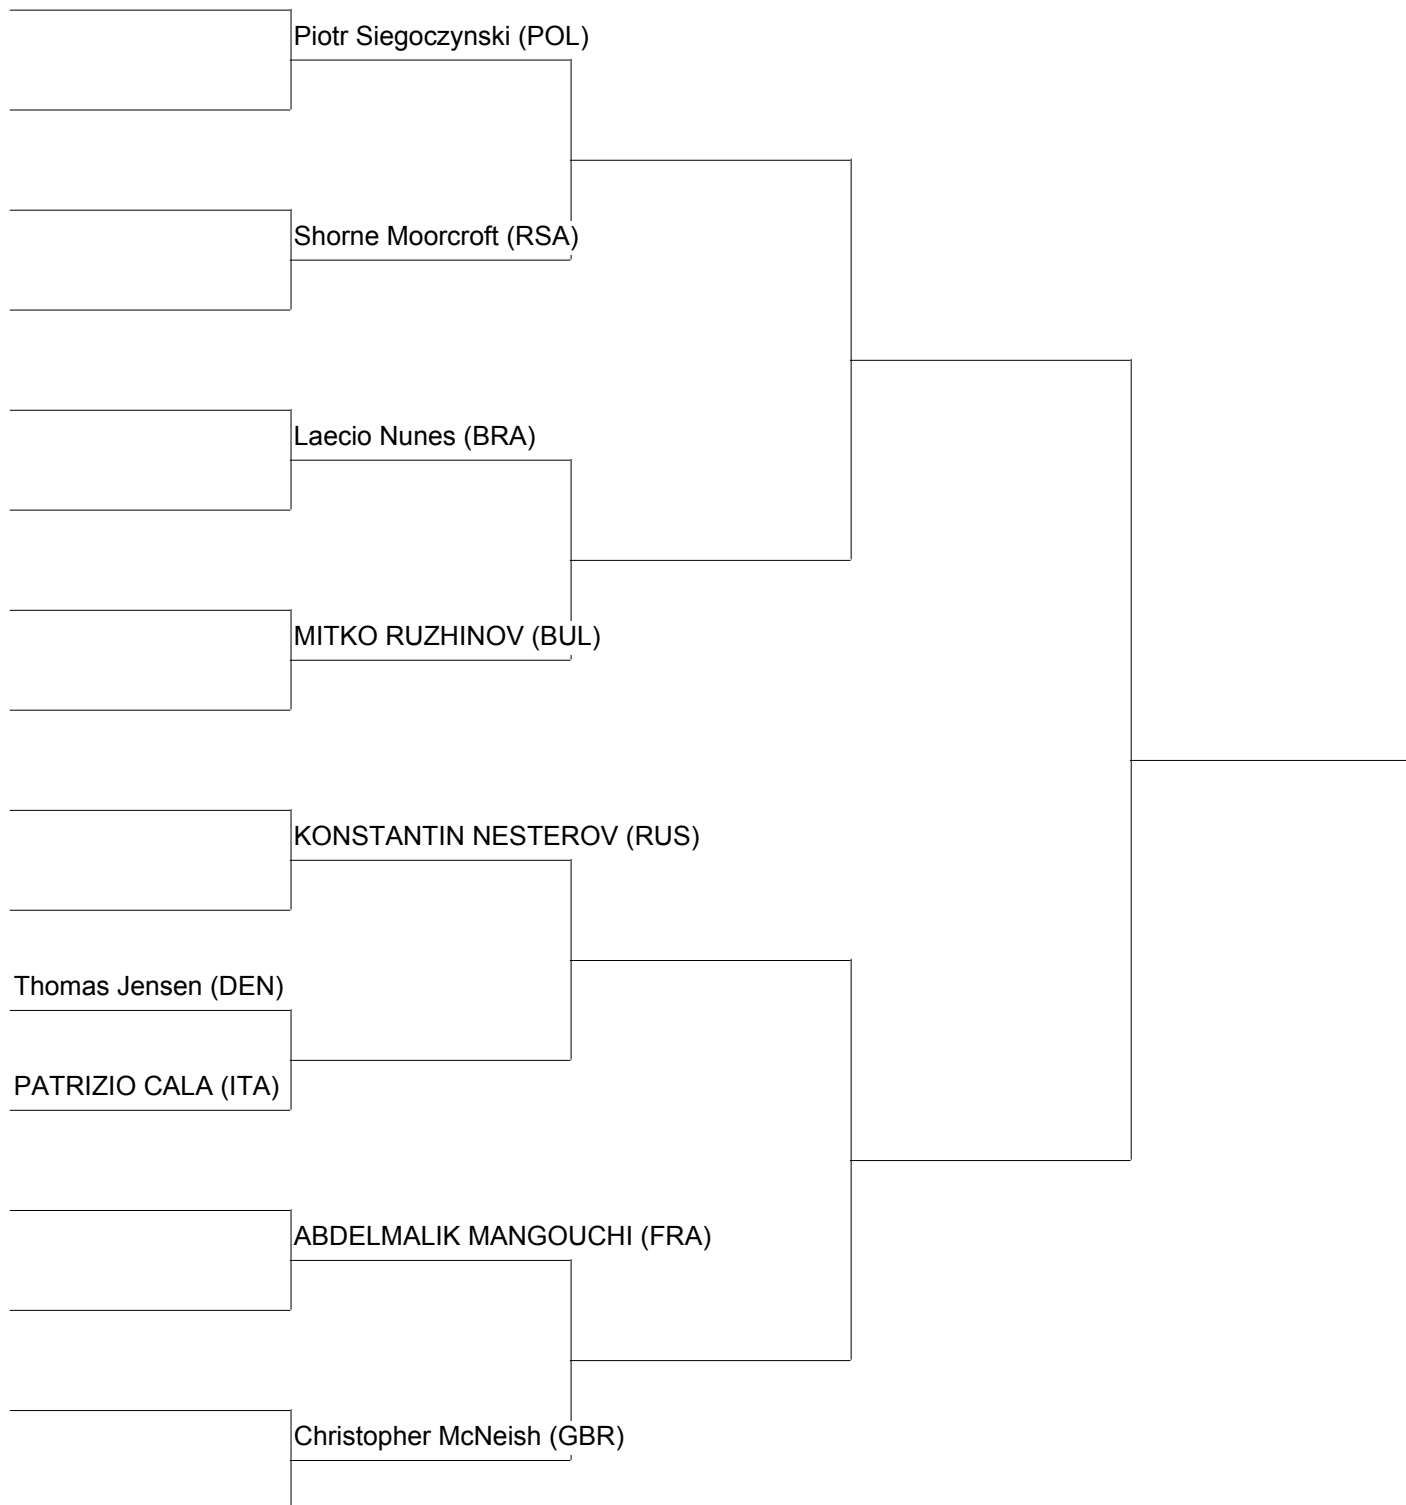 Piotr Siegoczynski (POL)
Shorne Moorcroft (RSA)
Laecio Nunes (BRA)
MITKO RUZHINOV (BUL)
KONSTANTIN NESTEROV (RUS)
Thomas Jensen (DEN)
PATRIZIO CALA (ITA)
ABDELMALIK MANGOUCHI (FRA)
Christopher McNeish (GBR)